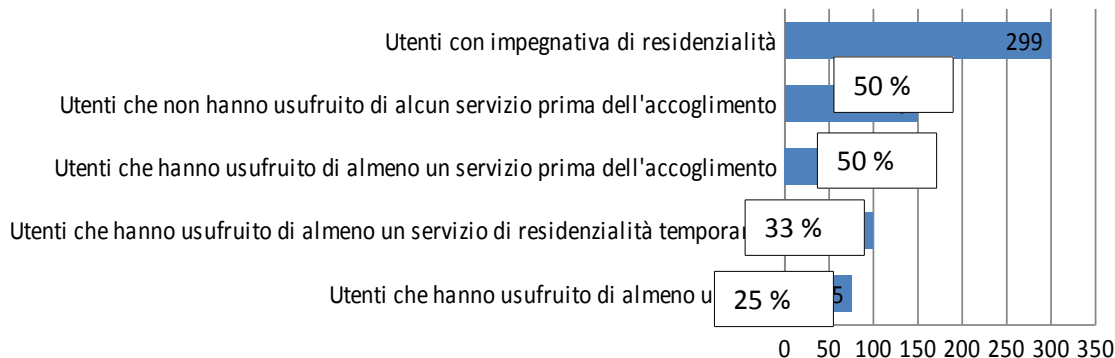 Utenti con impegnativa di residenzialità 299
Utenti che non hanno usufruito di alcun servizio prima dell'accoglimento 50 %
Utenti che hanno usufruito di almeno un servizio prima dell'accoglimento 50 %
Utenti che hanno usufruito di almeno un servizio di residenzialità 33 %
Utenti che hanno usufruito di almeno 25 % 5
0 50 100 150 200 250 300 350